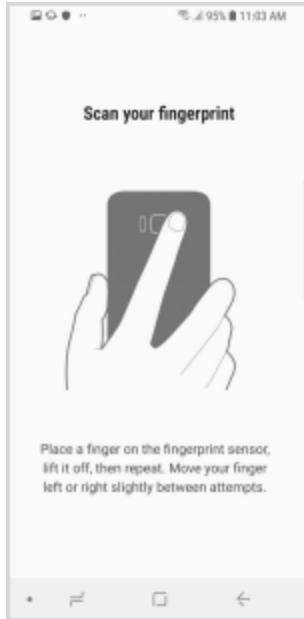 95% 11:03 AM
Scan your fingerprint
Place a finger on the fingerprint sensor,
lift it off, then repeat. Move your finger
left or right slightly between attempts.